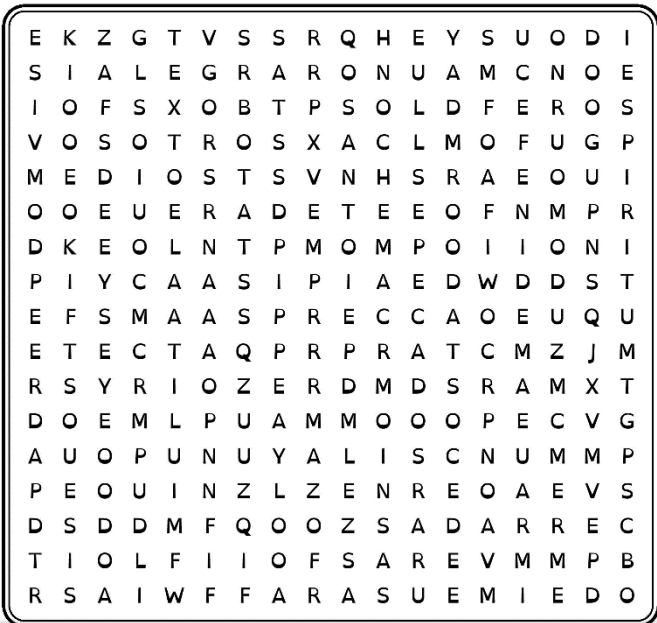 E K Z G T V S S R Q H E Y S U O D I
S I A L E G R A R O N U A M C N O E
I O F S X O B T P S O L D F E R O S
V O S O T R O S X A C L M O F U G P
M E D I O S T S V N H S R A E O U I
O O E U E R A D E T E E O F N M P R
D K E O L N T P M O M P O I I O N I
P I Y C A A S I P I A E D W D D S T
E F S M A A S P R E C C A O E U Q U
E T E C T A Q P R P R A T C M Z J M
R S Y R I O Z E R D M D S R A M X T
D O E M L P U A M M O O O P E C V G
A U O P U N U Y A L I S C N U M M P
P E O U I N Z L Z E N R E O A E V S
D S D D M F Q O O Z S A D A R R E C
T I O L F I I O F S A R E V M M P B
R S A I W F F A R A S U E M I E D O